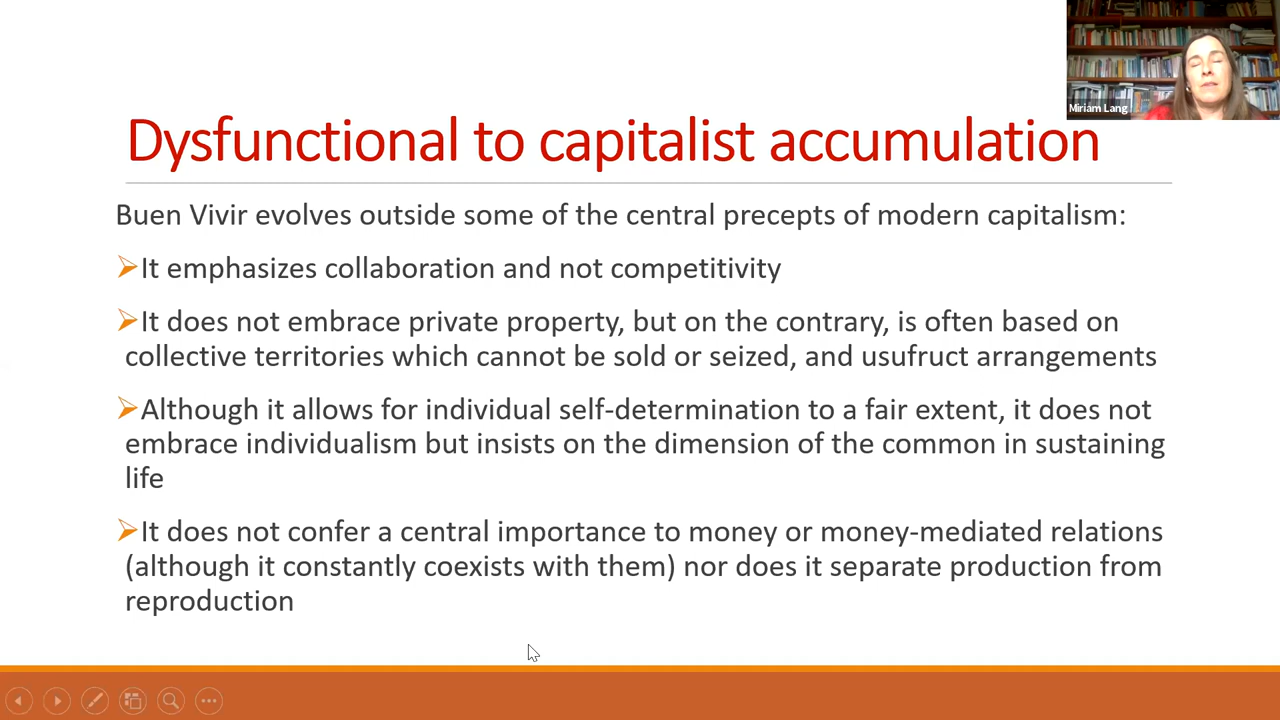 Miriam Lang
Dysfunctional to capitalist accumulation
Buen Vivir evolves outside some of the central precepts of modern capitalism:
It emphasizes collaboration and not competitivity
It does not embrace private property, but on the contrary, is often based on
collective territories which cannot be sold or seized, and usufruct arrangements
Although it allows for individual self-determination to a fair extent, it does not
embrace individualism but insists on the dimension of the common in sustaining
life
It does not confer a central importance to money or money-mediated relations
(although it constantly coexists with them) nor does it separate production from
reproduction